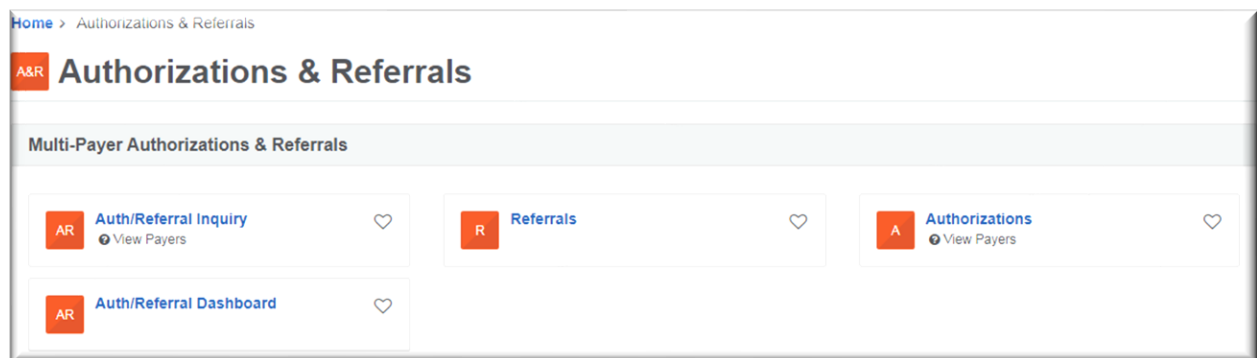 Home > Authorizations & Referrals
A&R Authorizations & Referrals
Multi-Payer Authorizations & Referrals
AR Auth/Referral Inquiry
View Payers
R Referrals
A Authorizations
View Payers
AR Auth/Referral Dashboard